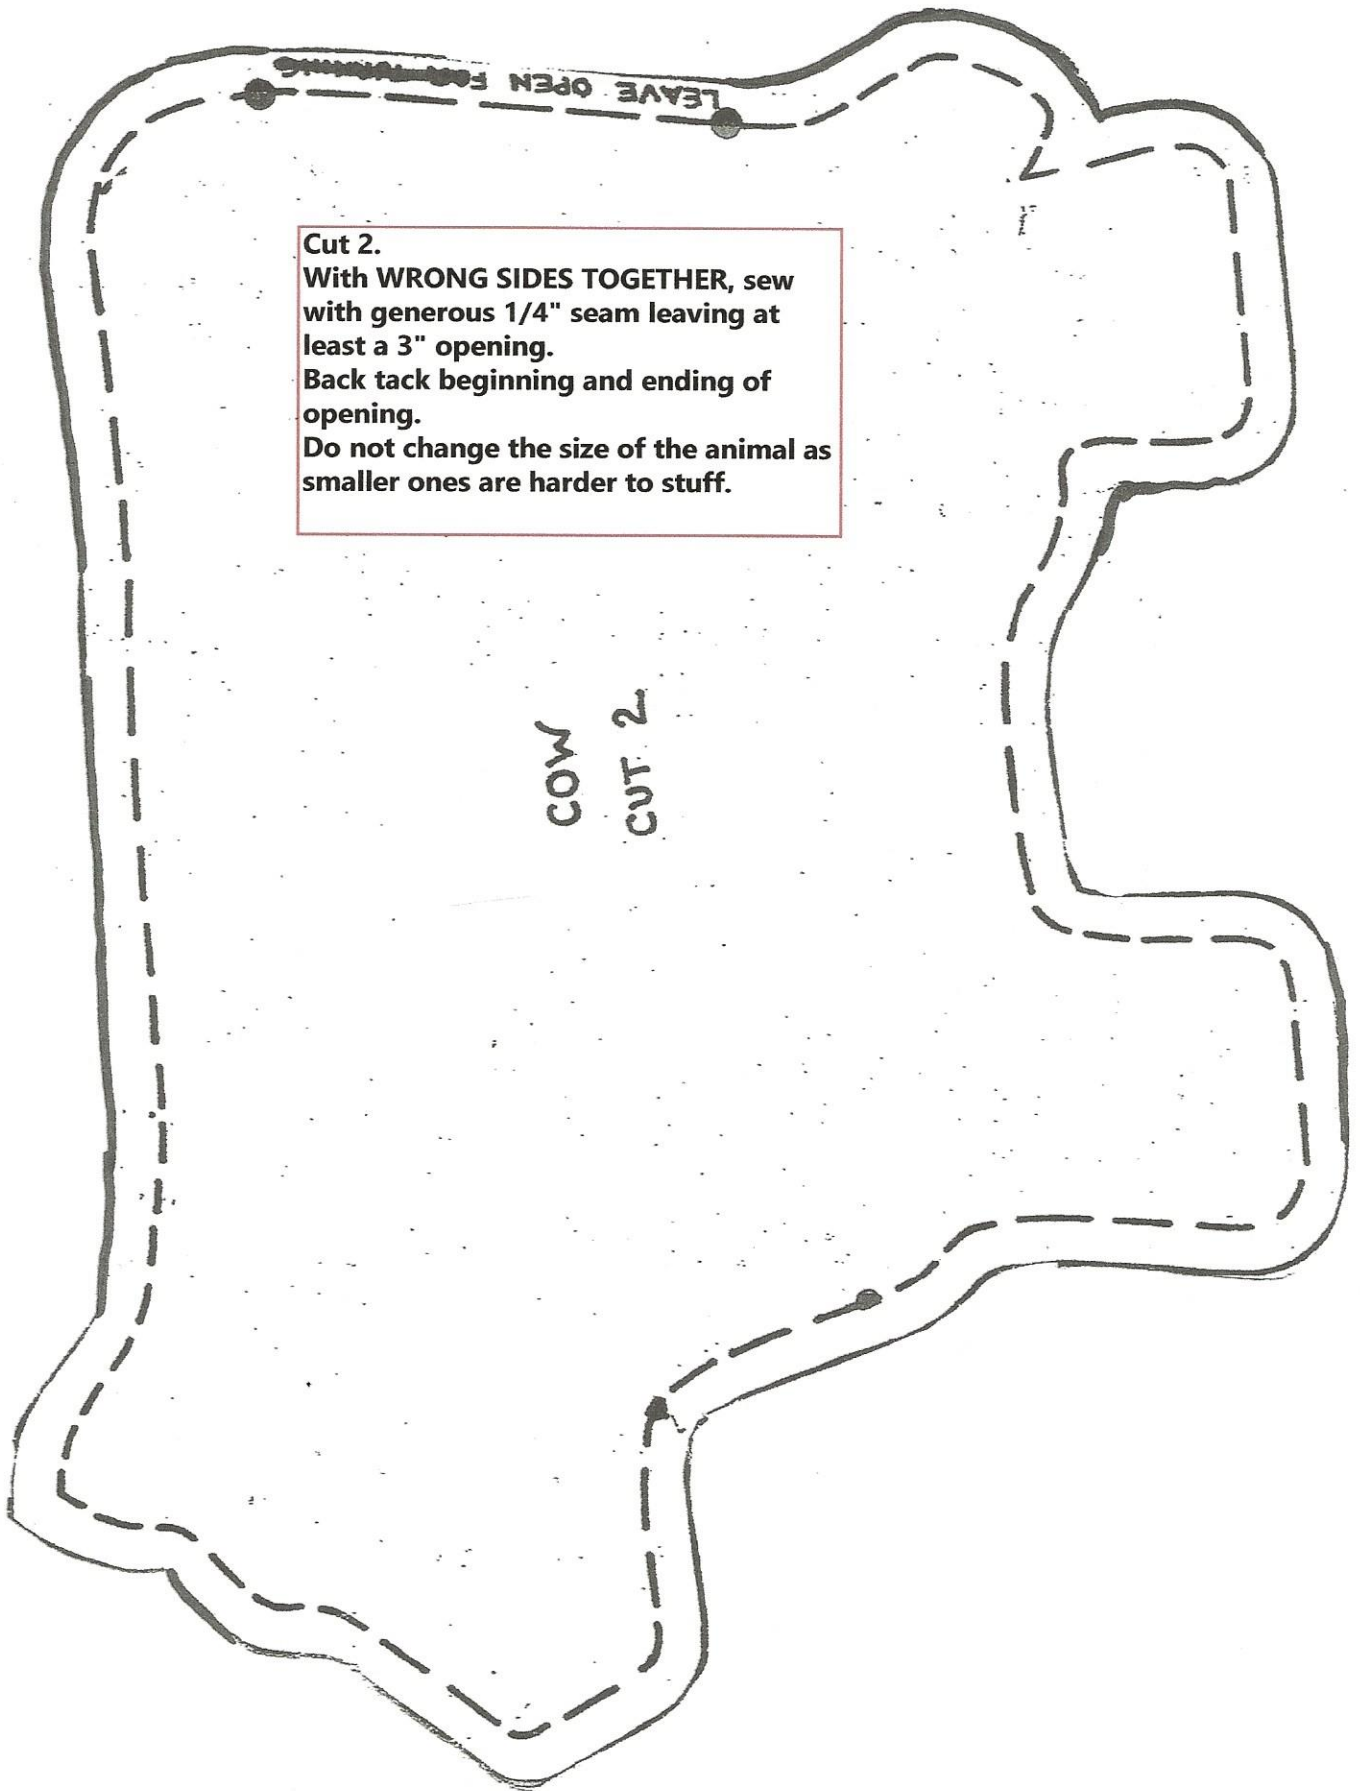 LEAVE OPEN FOR TURNING
Cut 2.
With WRONG SIDES TOGETHER, sew
with generous 1/4" seam leaving at
least a 3" opening.
Back tack beginning and ending of
opening.
Do not change the size of the animal as
smaller ones are harder to stuff.
COW
CUT 2